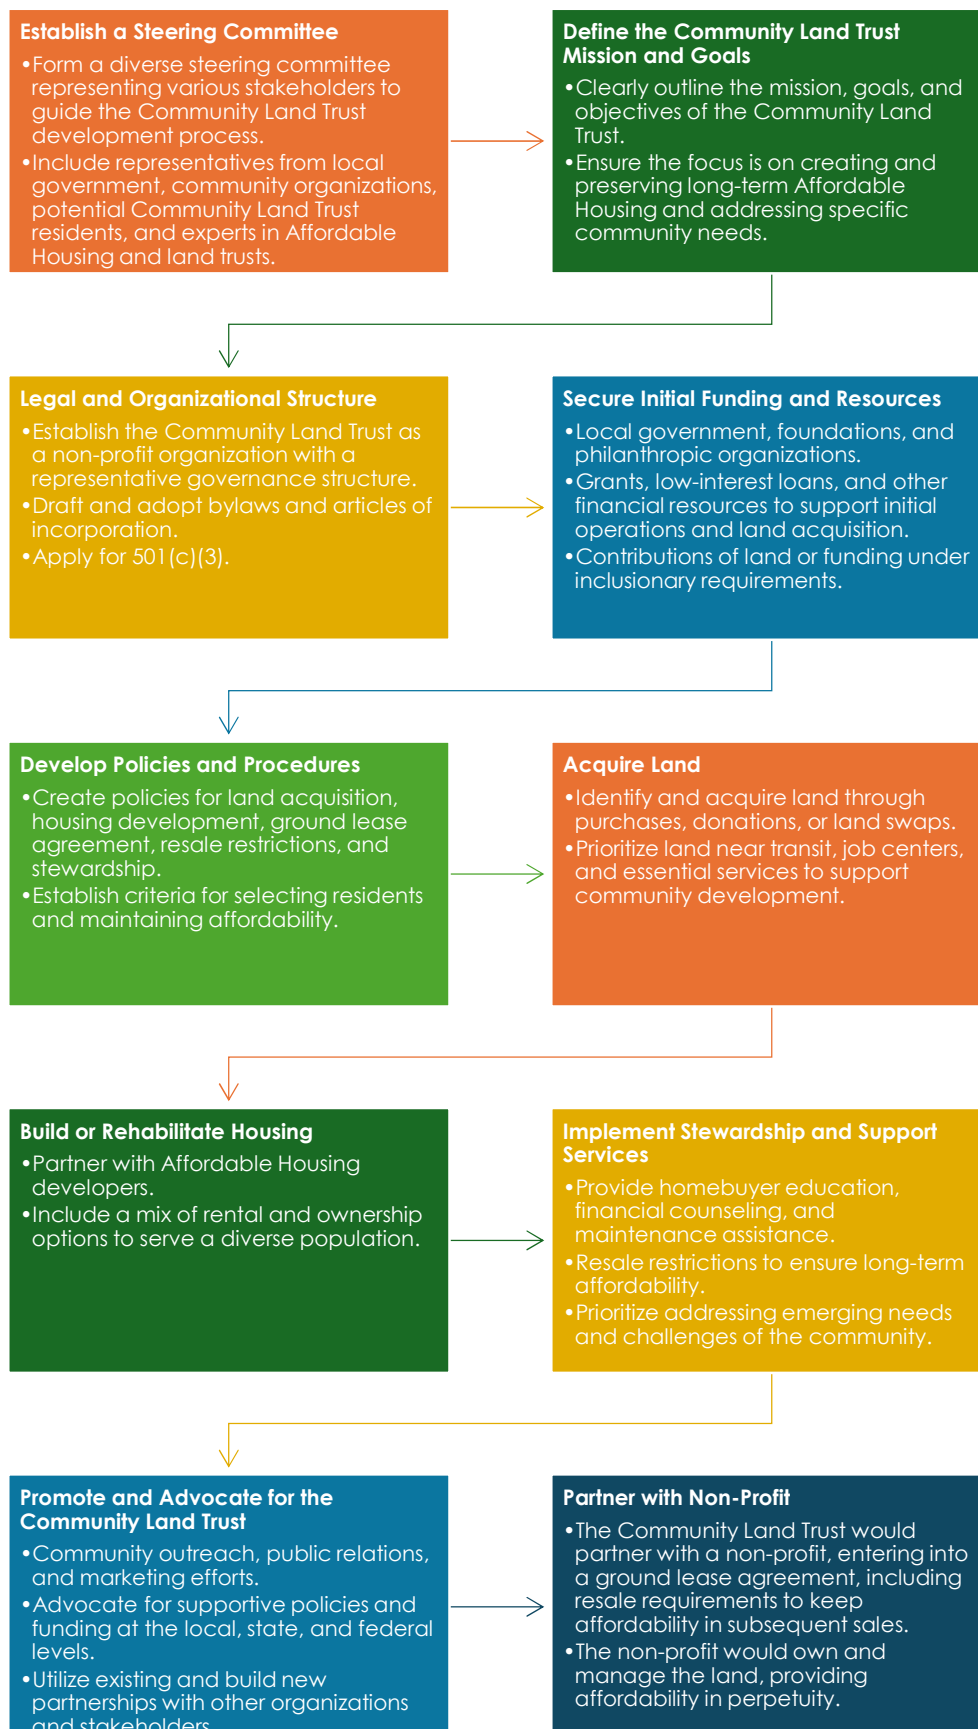 Establish a Steering Committee
•Form a diverse steering committee
representing various stakeholders to
guide the Community Land Trust
development process.
•Include representatives from local
government, community organizations,
potential Community Land Trust
residents, and experts in Affordable
Housing and land trusts.
Define the Community Land Trust
Mission and Goals
•Clearly outline the mission, goals, and
objectives of the Community Land
Trust.
•Ensure the focus is on creating and
preserving long-term Affordable
Housing and addressing specific
community needs.
Legal and Organizational Structure
•Establish the Community Land Trust as
a non-profit organization with a
representative governance structure.
•Draft and adopt bylaws and articles of
incorporation.
•Apply for 501(c)(3).
Secure Initial Funding and Resources
•Local government, foundations, and
philanthropic organizations.
•Grants, low-interest loans, and other
financial resources to support initial
operations and land acquisition.
•Contributions of land or funding under
inclusionary requirements.
Develop Policies and Procedures
•Create policies for land acquisition,
housing development, ground lease
agreement, resale restrictions, and
stewardship.
•Establish criteria for selecting residents
and maintaining affordability.
Acquire Land
•Identify and acquire land through
purchases, donations, or land swaps.
•Prioritize land near transit, job centers,
and essential services to support
community development.
Build or Rehabilitate Housing
•Partner with Affordable Housing
developers.
•Include a mix of rental and ownership
options to serve a diverse population.
Implement Stewardship and Support
Services
•Provide homebuyer education,
financial counseling, and
maintenance assistance.
•Resale restrictions to ensure long-term
affordability.
•Prioritize addressing emerging needs
and challenges of the community.
Promote and Advocate for the
Community Land Trust
•Community outreach, public relations,
and marketing efforts.
•Advocate for supportive policies and
funding at the local, state, and federal
levels.
•Utilize existing and build new
partnerships with other organizations
and stakeholders
Partner with Non-Profit
•The Community Land Trust would
partner with a non-profit, entering into
a ground lease agreement, including
resale requirements to keep
affordability in subsequent sales.
•The non-profit would own and
manage the land, providing
affordability in perpetuity.